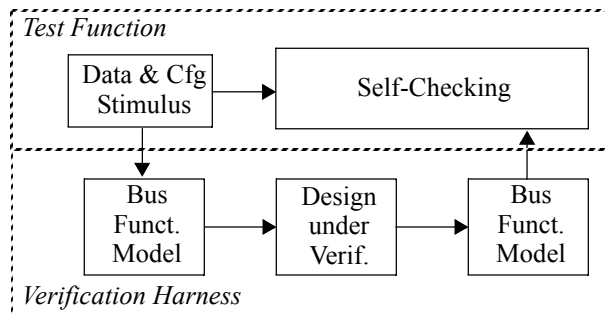 Test Function
Data & Cfg
Stimulus
Self-Checking
Bus
Funct.
Model
Design
under
Verif.
Bus
Funct.
Model
Verification Harness